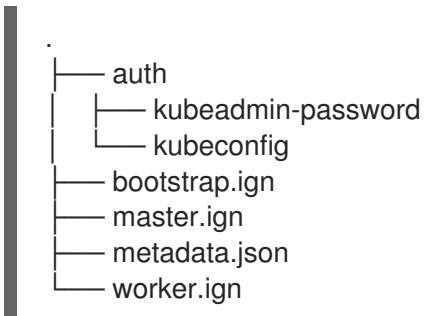 .
├── auth
│   ├── kubeadmin-password
│   └── kubeconfig
├── bootstrap.ign
├── master.ign
├── metadata.json
└── worker.ign